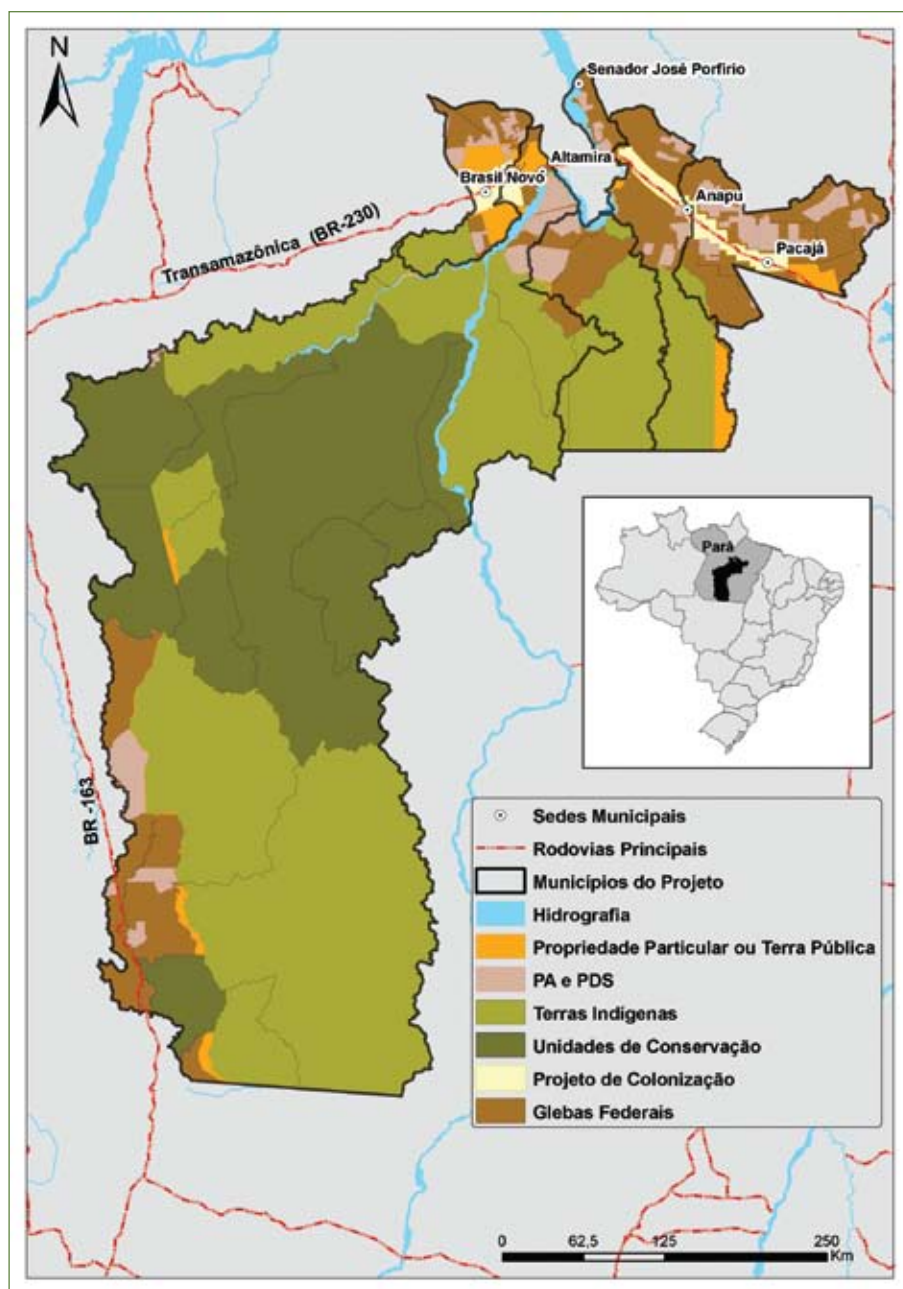 N
Senador José Porfirio
Altamira
Brasil Novo
Anapu
Pacajá
Transamazônica (BR-230)
Pará
BR -163
Sedes Municipais
Rodovias Principais
Municípios do Projeto
Hidrografia
Propriedade Particular ou Terra Pública
PA e PDS
Terras Indígenas
Unidades de Conservação
Projeto de Colonização
Glebas Federais
0 62,5 125 250
Km